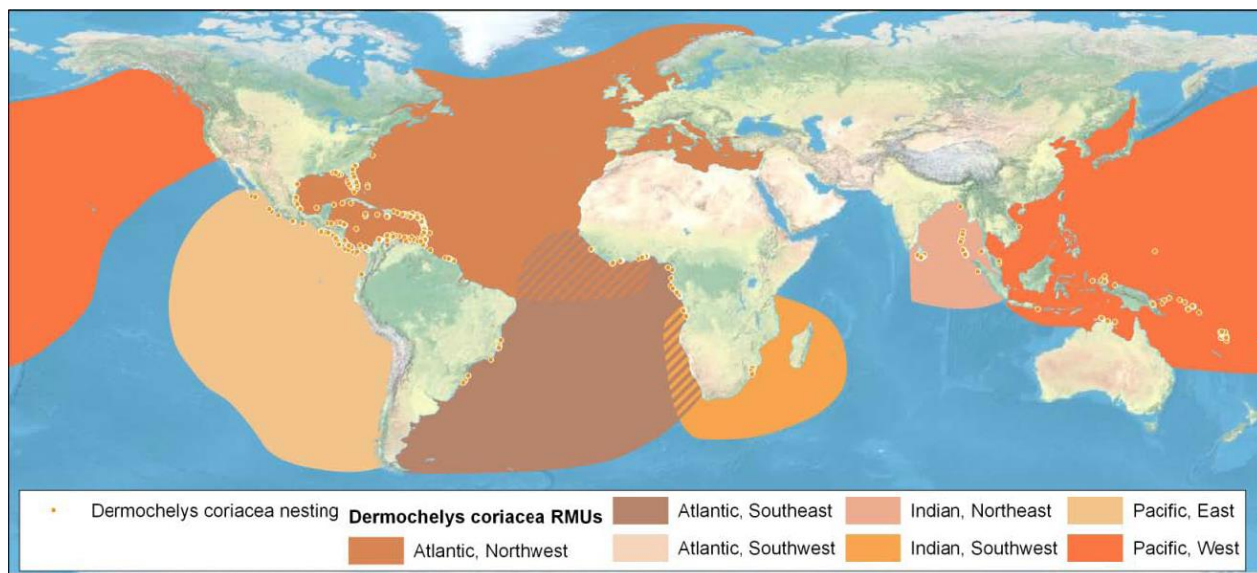 Dermochelys coriacea nesting
Dermochelys coriacea RMUs
Atlantic, Northwest
Atlantic, Southeast
Atlantic, Southwest
Indian, Northeast
Indian, Southwest
Pacific, East
Pacific, West